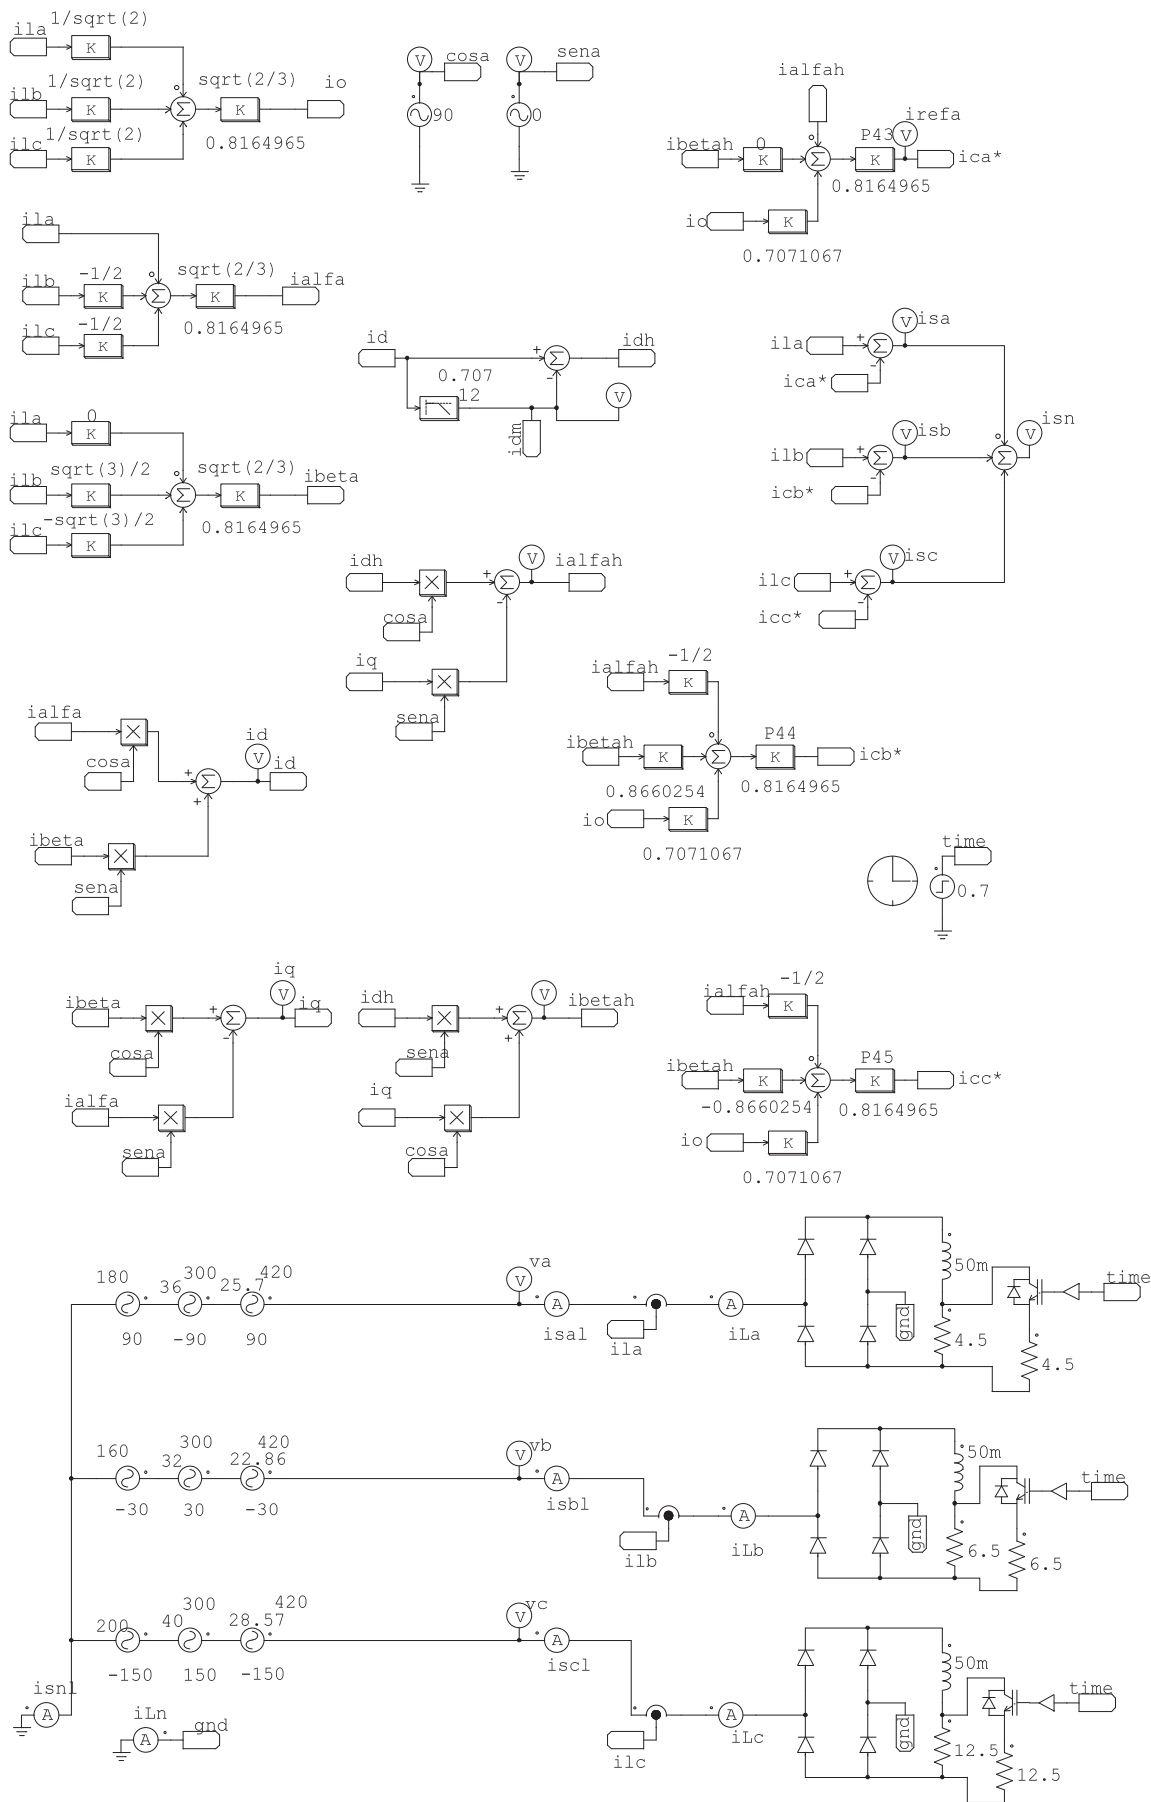 1/sqrt(2)
ila
K
1/sqrt(2)
sqrt(2/3)
io
ilb
K
Σ
K
1/sqrt(2)
0.8164965
ilc
K
V
cosa
90
V
sena
0
ialfah
irefa
V
P43
ibetah
0
K
Σ
K
ica*
0.8164965
io
K
0.7071067
ila
-1/2
sqrt(2/3)
ilb
K
Σ
K
ialfa
-1/2
0.8164965
ilc
K
id
+
Σ
-
idh
0.707
12
V
idm
V
isa
ila
+
Σ
-
ica*
V
isb
V
isn
ilb
+
Σ
-
Σ
icb*
V
isc
ilc
+
Σ
-
icc*
ila
0
K
sqrt(3)/2
sqrt(2/3)
ilb
K
Σ
K
ibeta
-sqrt(3)/2
0.8164965
ilc
K
idh
+
Σ
-
V
ialfah
cosa
iq
sena
ialfah
-1/2
K
P44
ibetah
K
Σ
K
icb*
0.8660254
0.8164965
io
K
0.7071067
ialfa
cosa
+
Σ
+
id
V
id
ibeta
sena
time
0.7
iq
V
ibeta
+
Σ
-
iq
cosa
ialfa
sena
V
idh
+
Σ
+
ibetah
sena
iq
cosa
-1/2
ialfah
K
P45
ibetah
K
Σ
K
icc*
-0.8660254
0.8164965
io
K
0.7071067
180
36
300
25.7
420
90
-90
90
va
V
A
isal
ila
A
iLa
gnd
50m
4.5
4.5
time
160
32
300
22.86
420
-30
30
-30
vb
V
A
isbl
ilb
A
iLb
gnd
50m
6.5
6.5
time
200
40
300
28.57
420
-150
150
-150
vc
V
A
iscl
ilc
A
iLc
gnd
50m
12.5
12.5
time
isnl
A
iLn
A
gnd